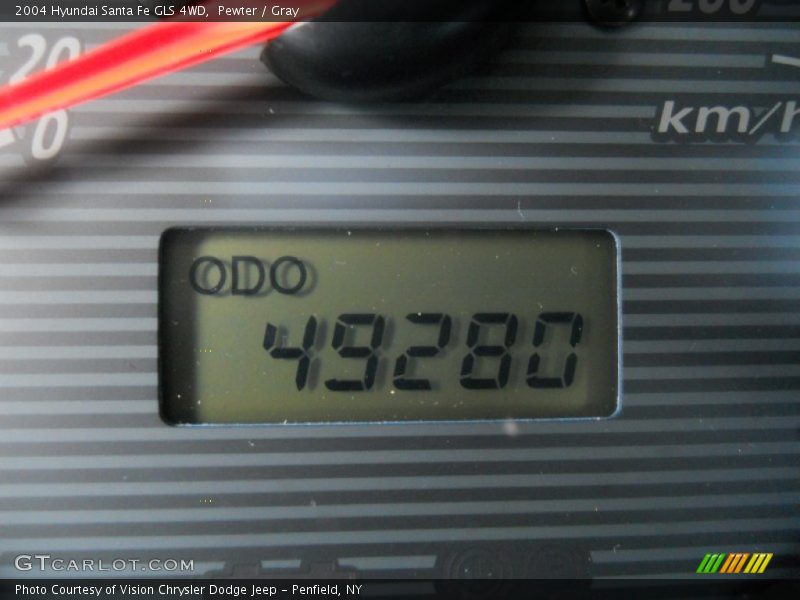 2004 Hyundai Santa Fe GLS 4WD, Pewter / Gray
200
20
0
km/h
ODO
49280
GTCARLOT.COM
Photo Courtesy of Vision Chrysler Dodge Jeep - Penfield, NY